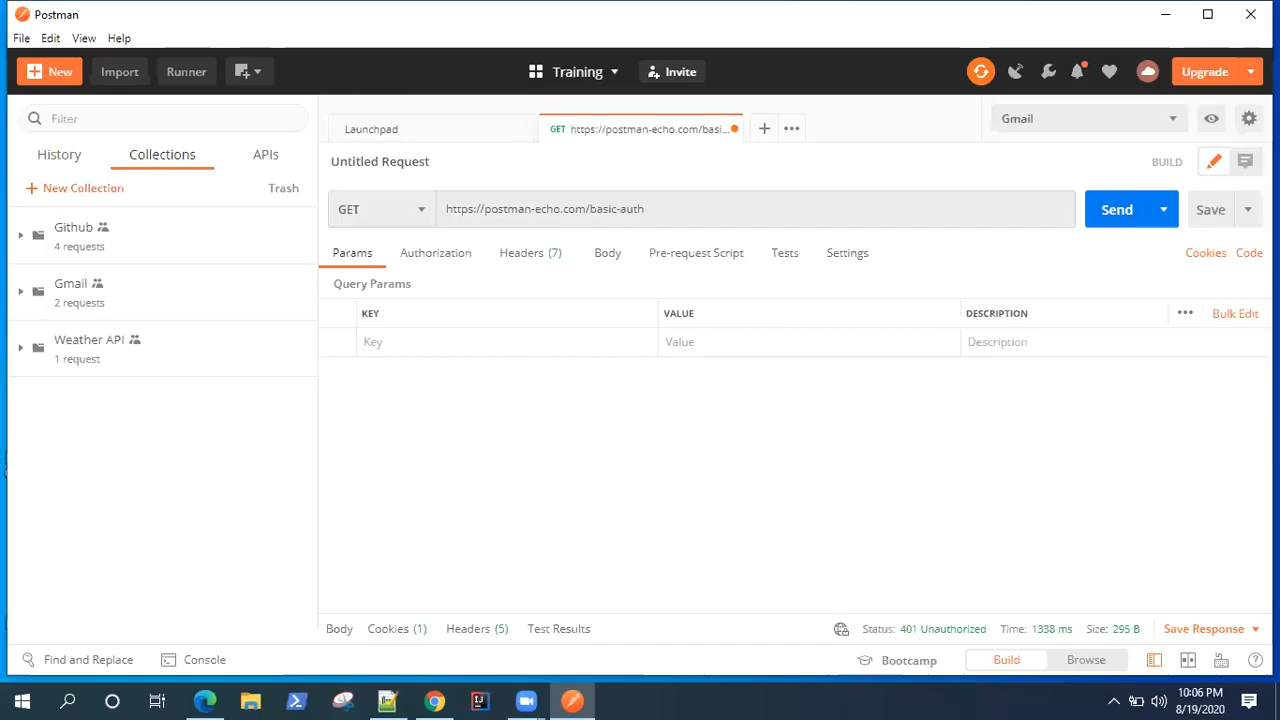 Postman
File Edit View Help
New Import Runner Training Invite Upgrade
Filter
History Collections APIs
New Collection Trash
Github
4 requests
Gmail
2 requests
Weather API
1 request
Launchpad GET https://postman-echo.com/basi... Gmail
Untitled Request BUILD
GET https://postman-echo.com/basic-auth Send Save
Params Authorization Headers (7) Body Pre-request Script Tests Settings Cookies Code
Query Params
KEY VALUE DESCRIPTION Bulk Edit
Key Value Description
Body Cookies (1) Headers (5) Test Results Status: 401 Unauthorized Time: 1338 ms Size: 295 B Save Response
Find and Replace Console Bootcamp Build Browse
10:06 PM
8/19/2020